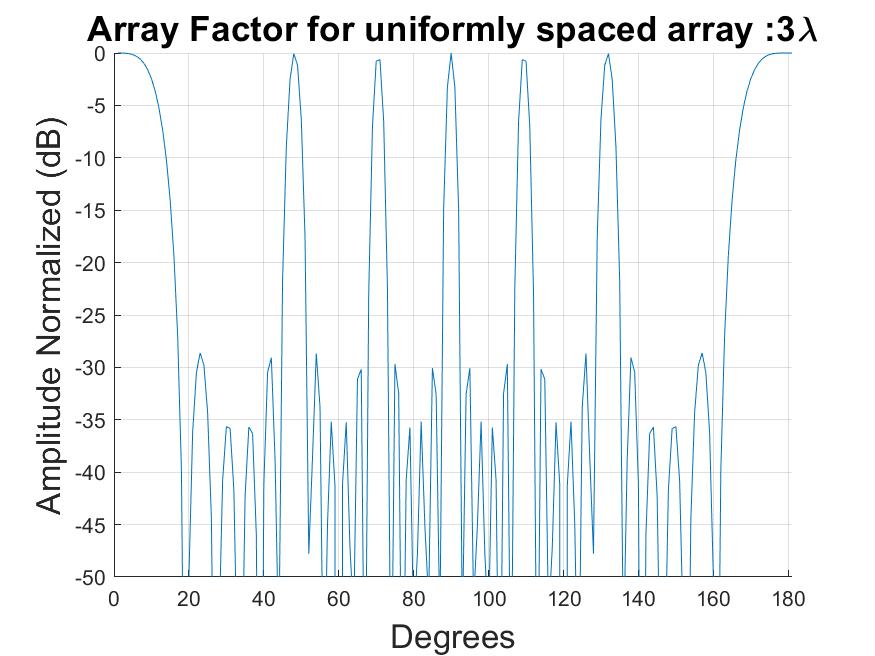 Array Factor for uniformly spaced array :3λ
Amplitude Normalized (dB)
0
-5
-10
-15
-20
-25
-30
-35
-40
-45
-50
0 20 40 60 80 100 120 140 160 180
Degrees